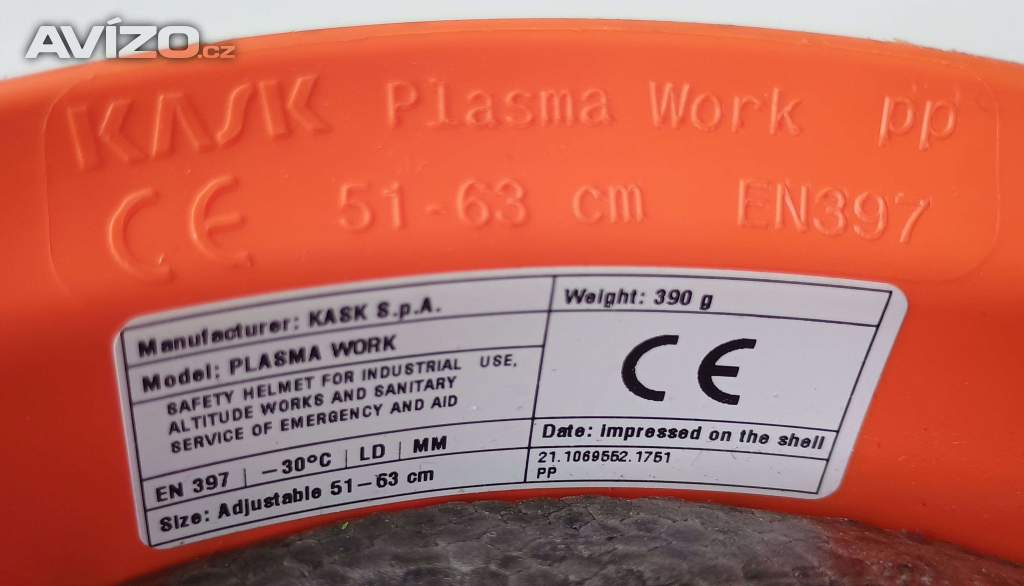 AVÍZO.cz
KASK Plasma Work pp
CE 51-63 cm EN397
Manufacturer: KASK S.p.A.
Model: PLASMA WORK
SAFETY HELMET FOR INDUSTRIAL USE,
ALTITUDE WORKS AND SANITARY
SERVICE OF EMERGENCY AND AID
EN 397 | -30°C | LD | MM
Size: Adjustable 51-63 cm
Weight: 390 g
CE
Date: Impressed on the shell
21.1069552.1751
PP